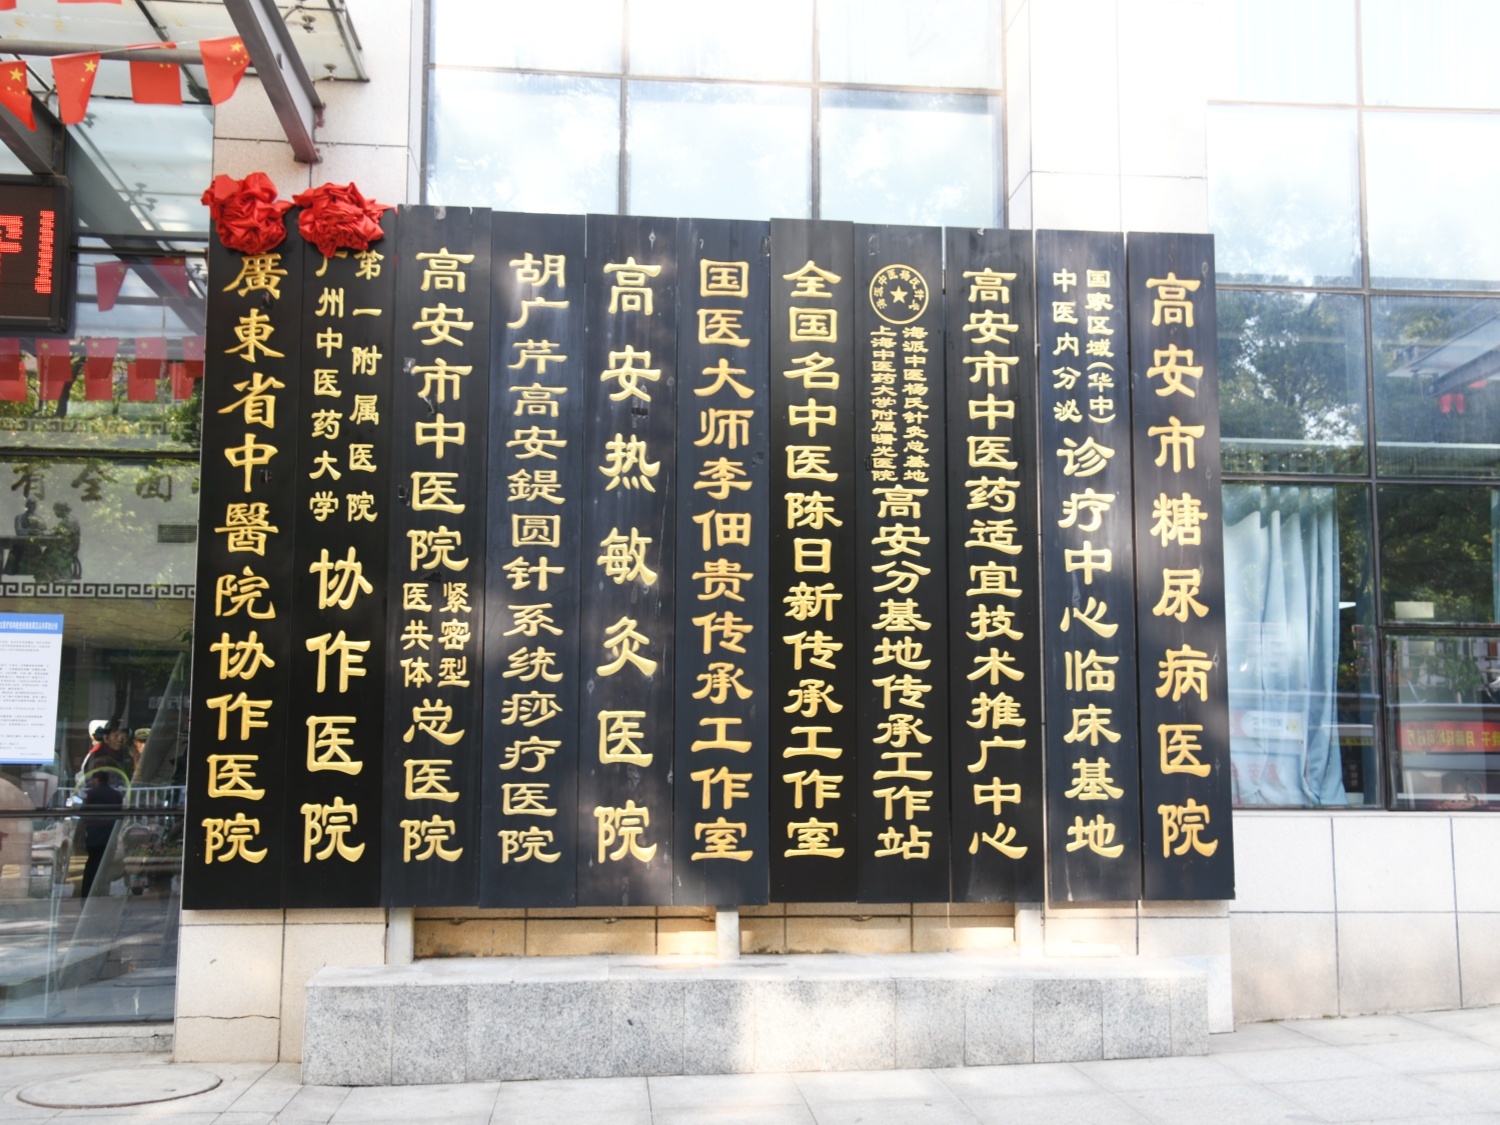 廣東省中醫院协作医院
广州中医药大学
第一附属医院
协作医院
高安市中医院
紧密型
医共体
总医院
胡广芹高安鍉圆针系统痧疗医院
高安热敏灸医院
国医大师李佃贵传承工作室
全国名中医陈日新传承工作室
海派中医杨氏针灸总基地
上海中医药大学附属曙光医院
高安分基地传承工作站
高安市中医药适宜技术推广中心
国家区域(华中)
中医内分泌
诊疗中心临床基地
高安市糖尿病医院